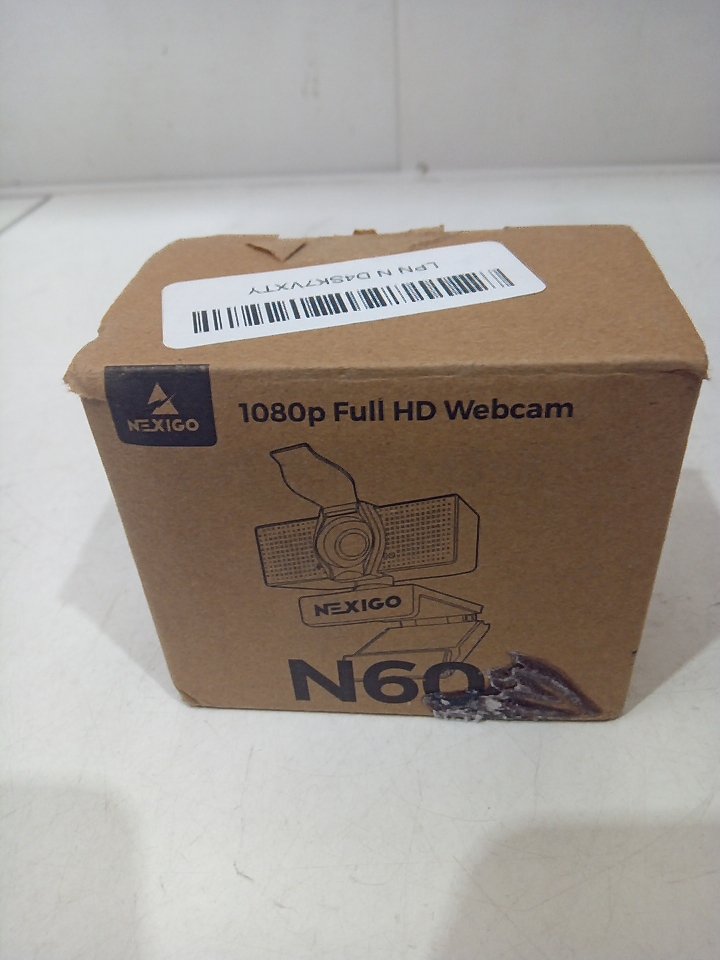 LPN N D4SK7VXTY
NEXIGO
1080p Full HD Webcam
NEXIGO
N60